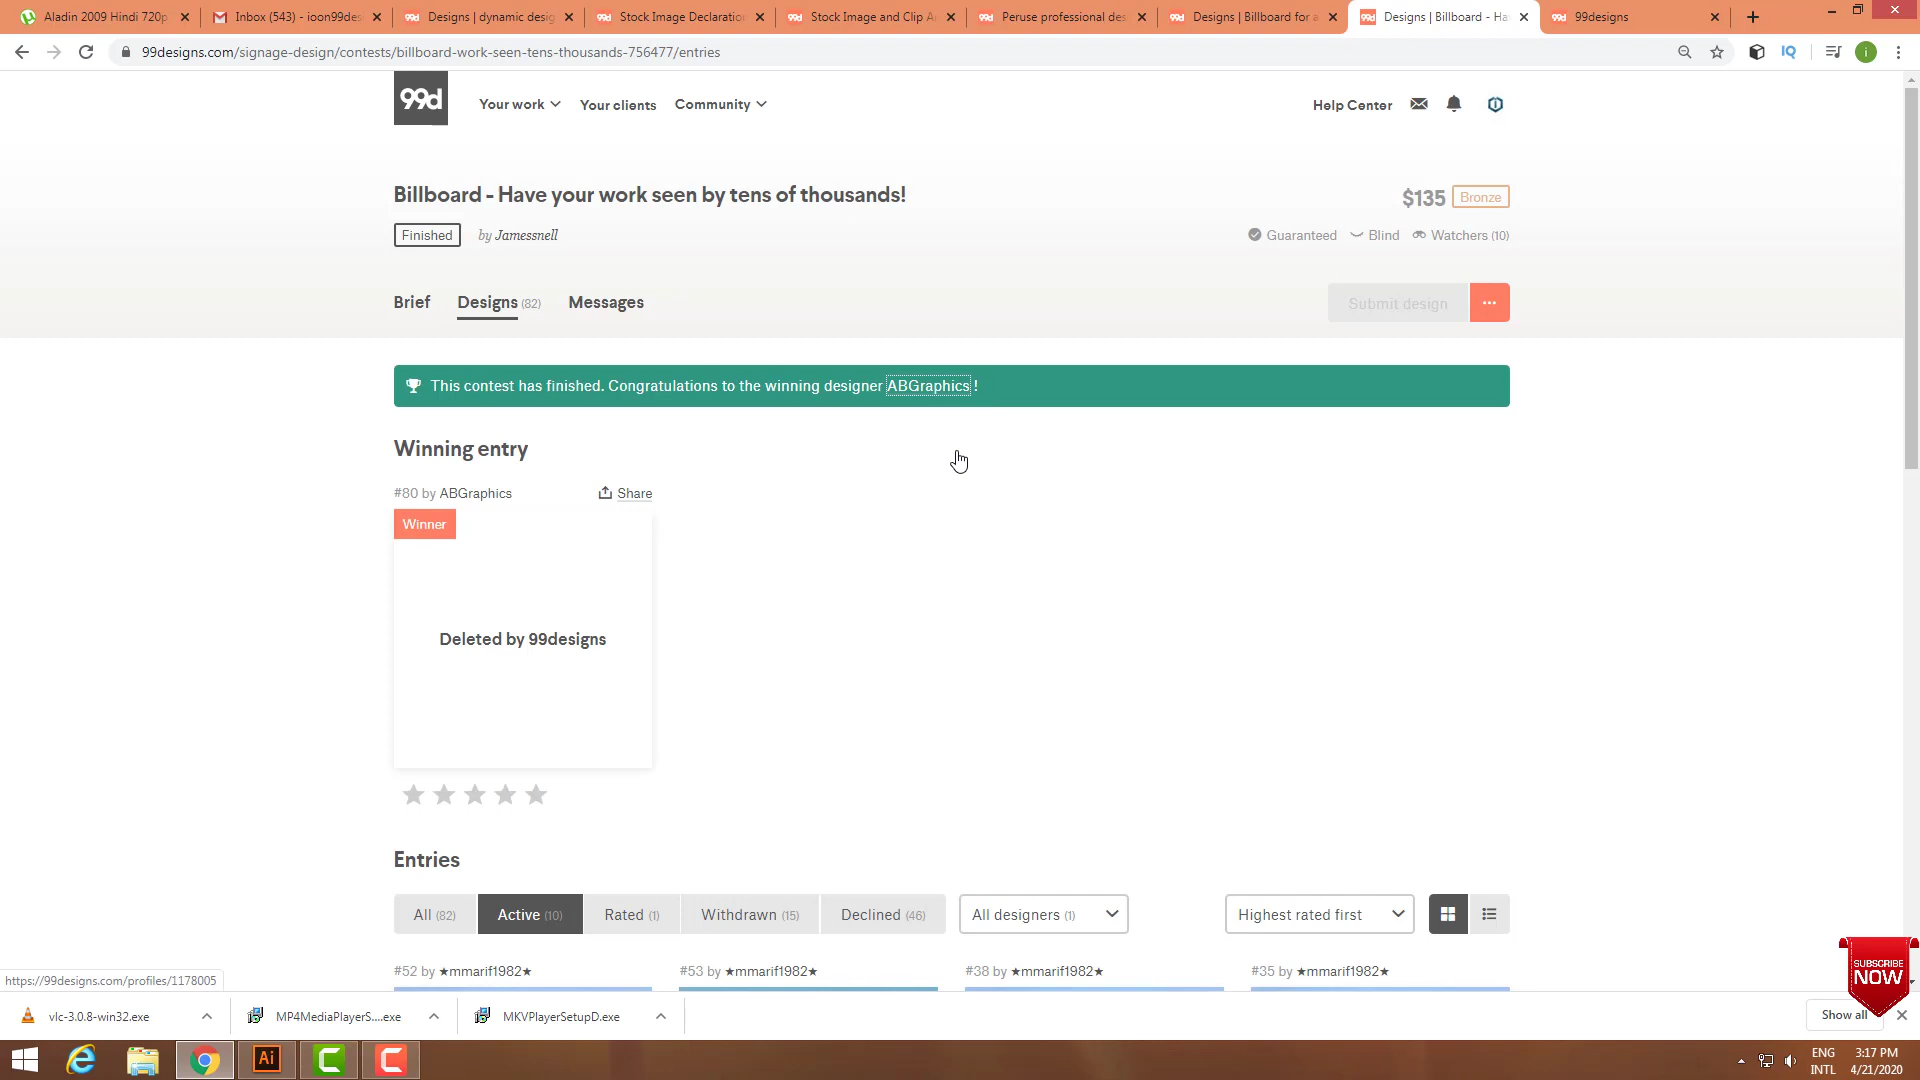 Aladin 2009 Hindi 720p
Inbox (543) - ioon99des
Designs | dynamic desig
Stock Image Declaratio
Stock Image and Clip A
Peruse professional des
Designs | Billboard for a
Designs | Billboard - Ha
99designs
99designs.com/signage-design/contests/billboard-work-seen-tens-thousands-756477/entries
IQ
i
99d
Your work
Your clients
Community
Help Center
Billboard - Have your work seen by tens of thousands!
$135
Bronze
Finished
by Jamessnell
Guaranteed
Blind
Watchers (10)
Brief
Designs (82)
Messages
Submit design
This contest has finished. Congratulations to the winning designer ABGraphics !
Winning entry
#80 by ABGraphics
Share
Winner
Deleted by 99designs
Entries
All (82)
Active (10)
Rated (1)
Withdrawn (15)
Declined (46)
All designers (1)
Highest rated first
#52 by ★mmarif1982★
#53 by ★mmarif1982★
#38 by ★mmarif1982★
#35 by ★mmarif1982★
https://99designs.com/profiles/1178005
SUBSCRIBE
NOW
vlc-3.0.8-win32.exe
MP4MediaPlayerS....exe
MKVPlayerSetupD.exe
Show all
Ai
ENG
INTL
3:17 PM
4/21/2020